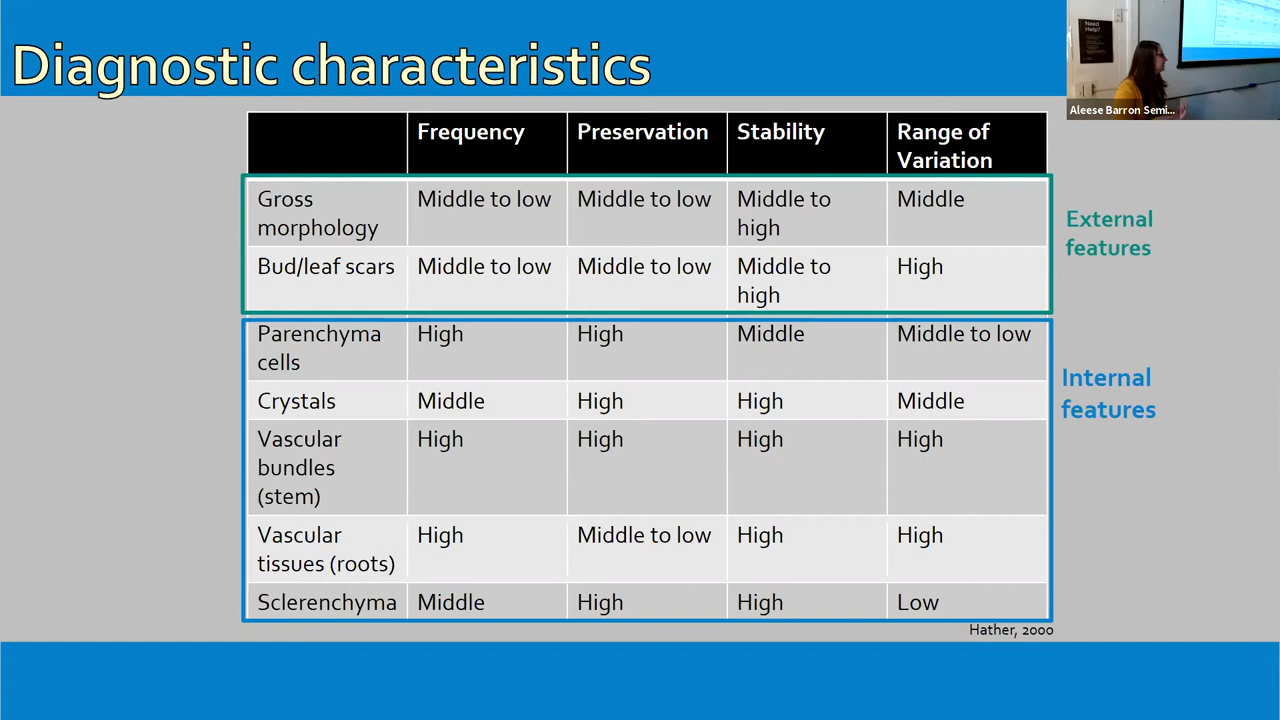 Diagnostic characteristics
Need
Help?
Aleese Barron Semi...
Frequency Preservation Stability Range of
Variation
Gross Middle to low Middle to low Middle to Middle
morphology high
Bud/leaf scars Middle to low Middle to low Middle to High
high
External
features
Parenchyma High High Middle Middle to low
cells
Crystals Middle High High Middle
Vascular High High High High
bundles
(stem)
Vascular High Middle to low High High
tissues (roots)
Sclerenchyma Middle High High Low
Internal
features
Hather, 2000